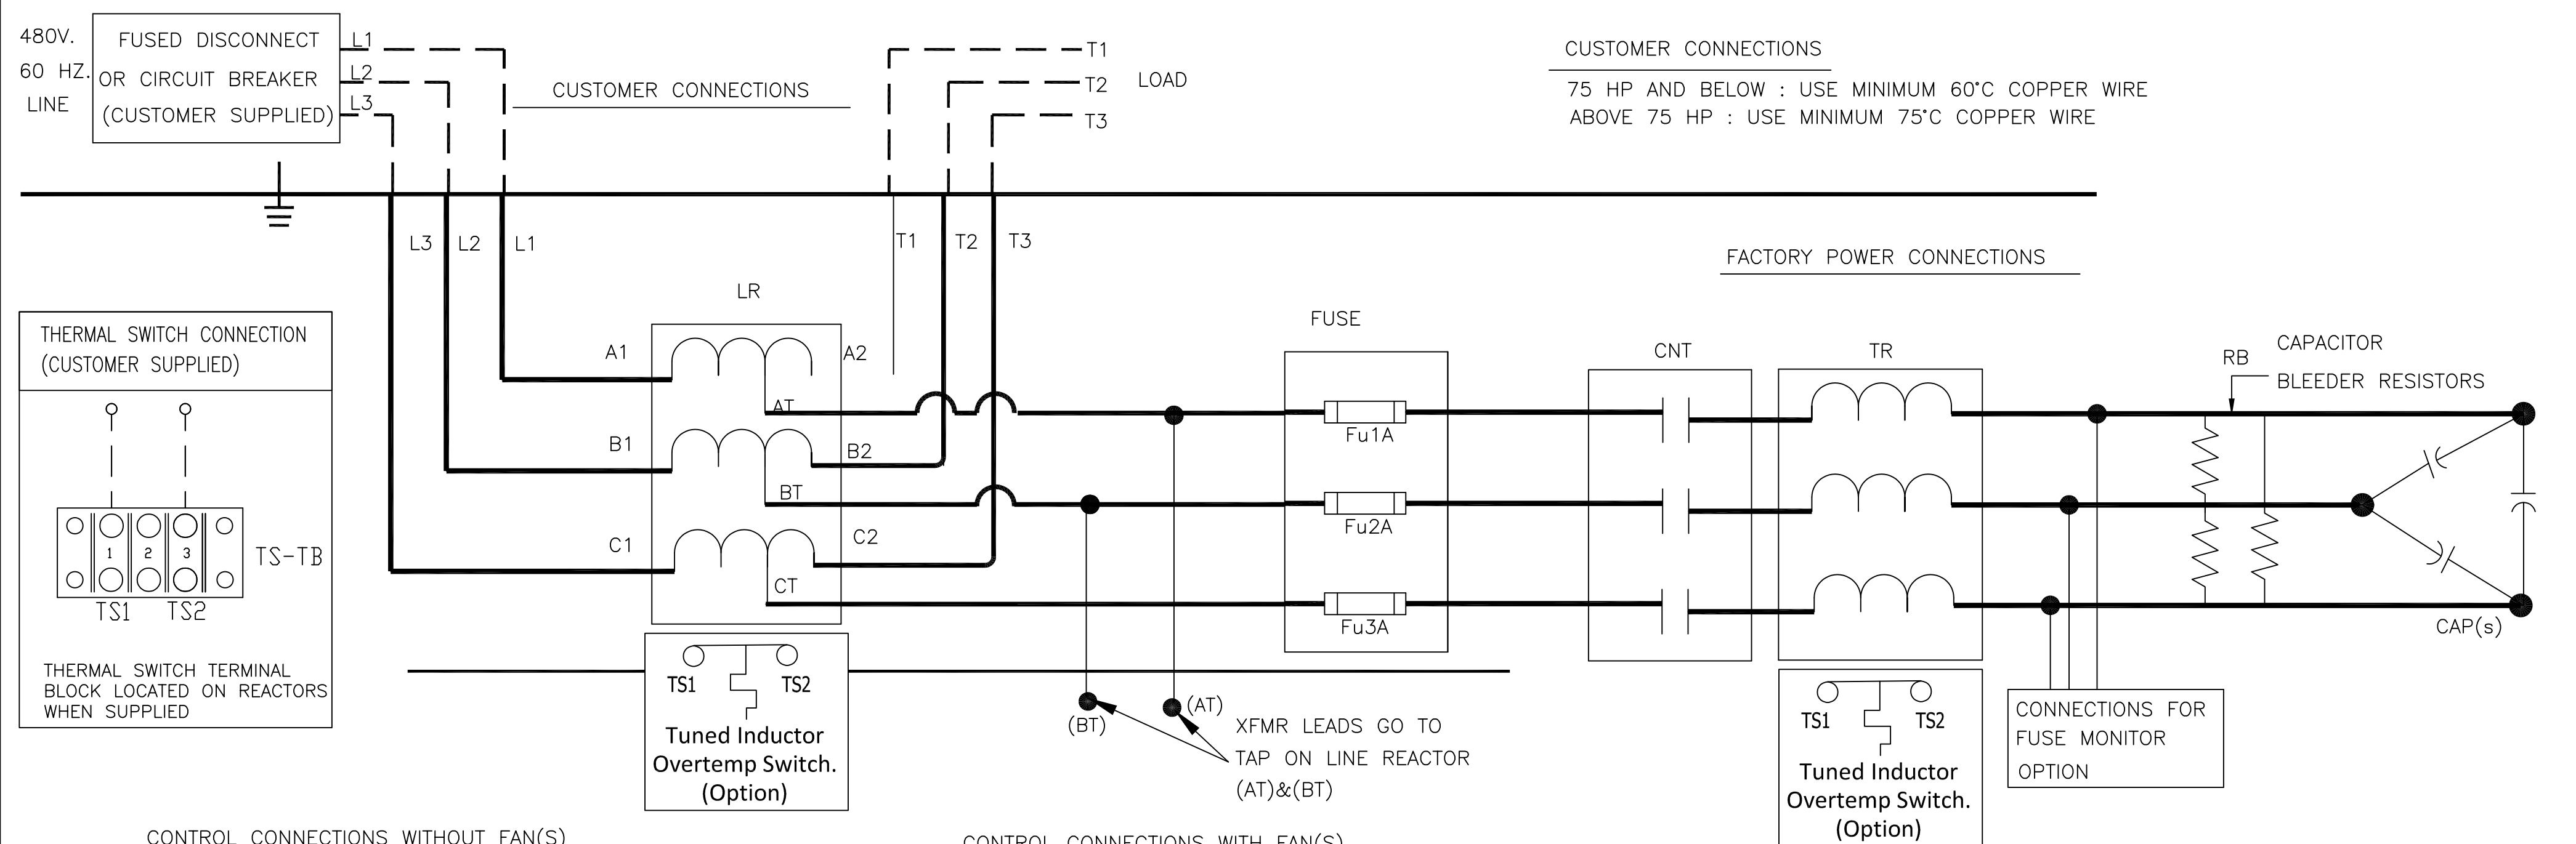 480V.
60 HZ.
LINE
FUSED DISCONNECT
OR CIRCUIT BREAKER
(CUSTOMER SUPPLIED)
L1
L2
L3
CUSTOMER CONNECTIONS
T1
T2
T3
LOAD
CUSTOMER CONNECTIONS
75 HP AND BELOW : USE MINIMUM 60°C COPPER WIRE
ABOVE 75 HP : USE MINIMUM 75°C COPPER WIRE
L3
L2
L1
T1
T2
T3
FACTORY POWER CONNECTIONS
THERMAL SWITCH CONNECTION
(CUSTOMER SUPPLIED)
1
2
3
TS-TB
TS1
TS2
THERMAL SWITCH TERMINAL
BLOCK LOCATED ON REACTORS
WHEN SUPPLIED
LR
A1
A2
AT
B1
B2
BT
C1
C2
CT
TS1
TS2
Tuned Inductor
Overtemp Switch.
(Option)
(BT)
(AT)
XFMR LEADS GO TO
TAP ON LINE REACTOR
(AT)&(BT)
FUSE
Fu1A
Fu2A
Fu3A
CNT
TR
TS1
TS2
Tuned Inductor
Overtemp Switch.
(Option)
RB
CAPACITOR
BLEEDER RESISTORS
CAP(s)
CONNECTIONS FOR
FUSE MONITOR
OPTION
CONTROL CONNECTIONS WITHOUT FAN(S)
CONTROL CONNECTIONS WITH FAN(S)